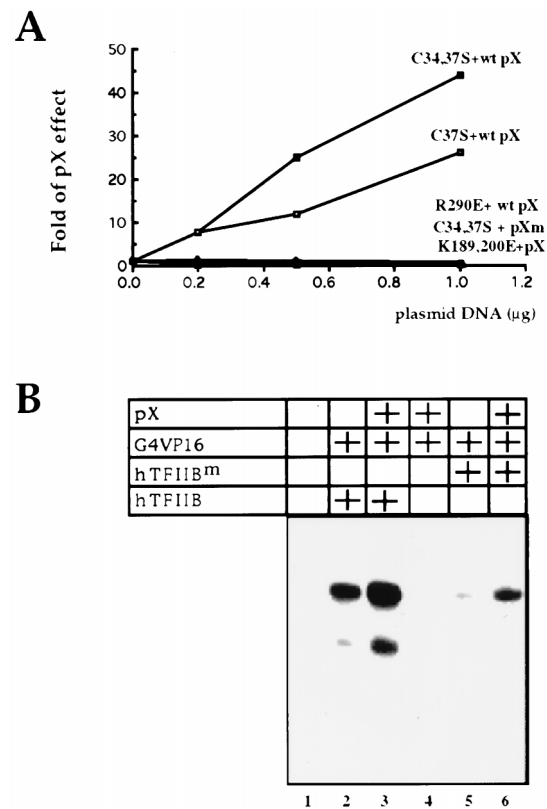 A
50
40
30
20
10
0
Fold of pX effect
C34,37S+wt pX
C37S+wt pX
R290E+ wt pX
C34,37S + pXm
K189,200E+pX
0.0 0.2 0.4 0.6 0.8 1.0 1.2
plasmid DNA (μg)
B
pX + + +
G4VP16 + + + + +
hTFIIBm + +
hTFIIB + +
1 2 3 4 5 6